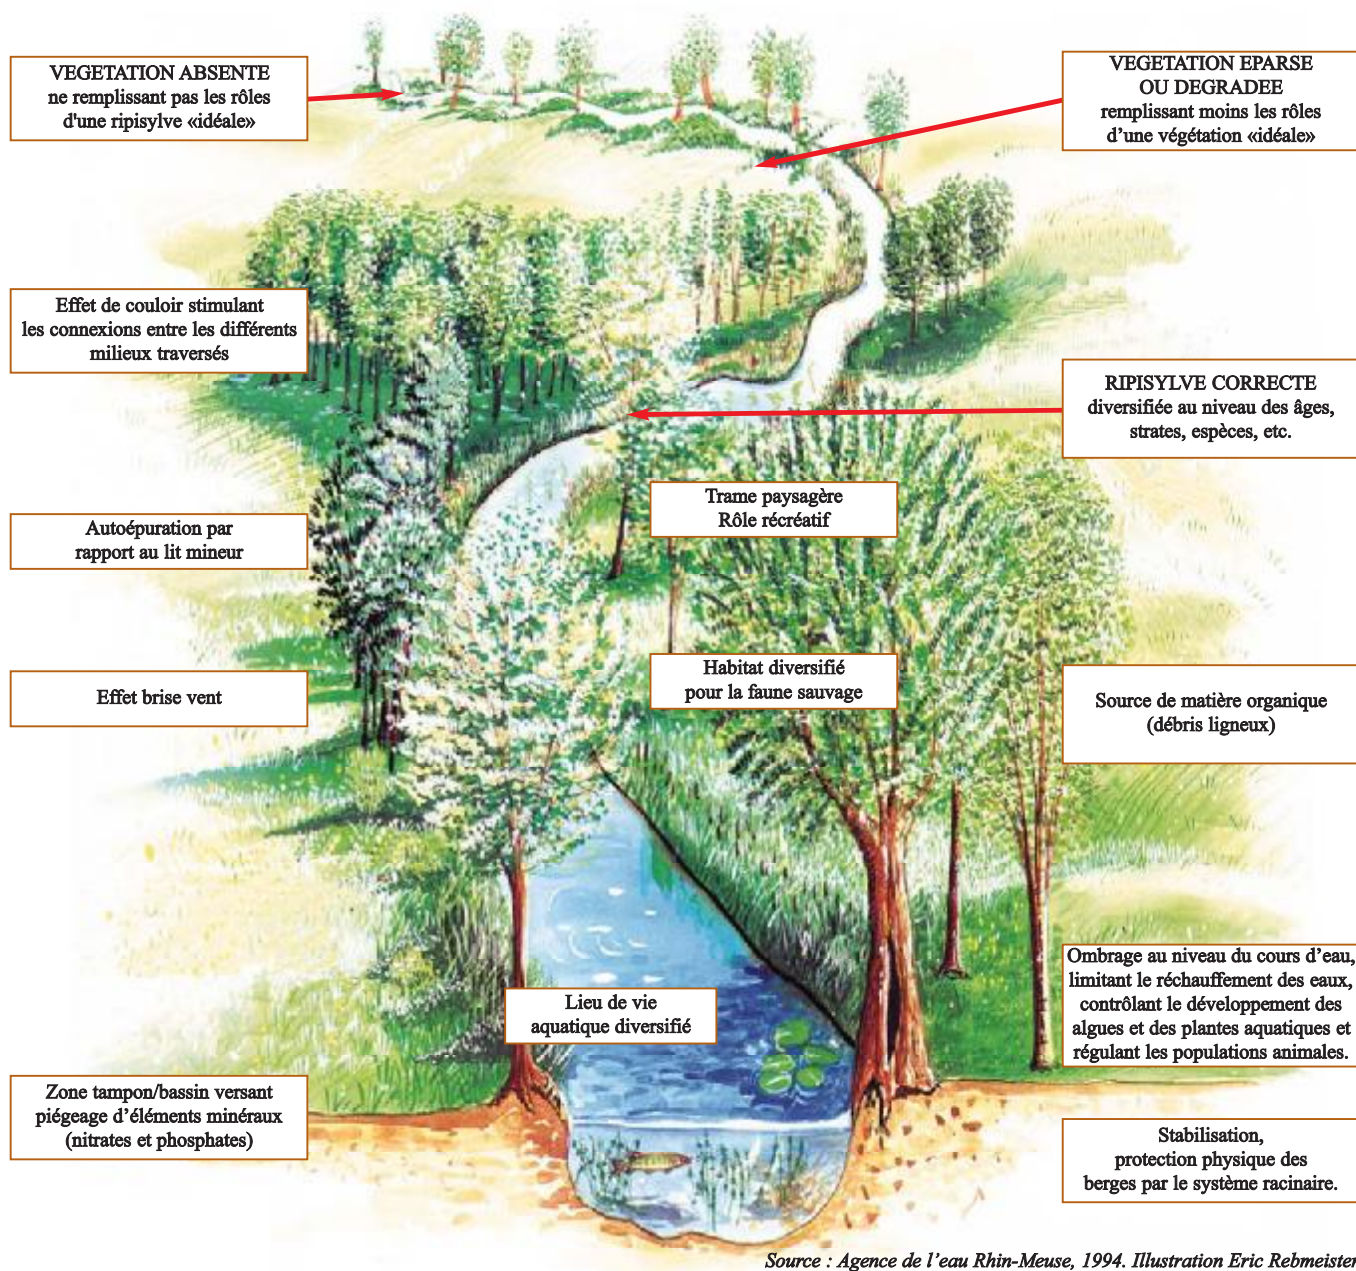 VEGETATION ABSENTE
ne remplissant pas les rôles
d'une ripisylve «idéale»
VEGETATION EPARSE
OU DEGRADEE
remplissant moins les rôles
d’une végétation «idéale»
Effet de couloir stimulant
les connexions entre les différents
milieux traversés
RIPISYLVE CORRECTE
diversifiée au niveau des âges,
strates, espèces, etc.
Trame paysagère
Rôle récréatif
Autoépuration par
rapport au lit mineur
Habitat diversifié
pour la faune sauvage
Effet brise vent
Source de matière organique
(débris ligneux)
Ombrage au niveau du cours d’eau,
limitant le réchauffement des eaux,
contrôlant le développement des
algues et des plantes aquatiques et
régulant les populations animales.
Lieu de vie
aquatique diversifié
Zone tampon/bassin versant
piégeage d’éléments minéraux
(nitrates et phosphates)
Stabilisation,
protection physique des
berges par le système racinaire.
Source : Agence de l’eau Rhin-Meuse, 1994. Illustration Eric Rebmeister